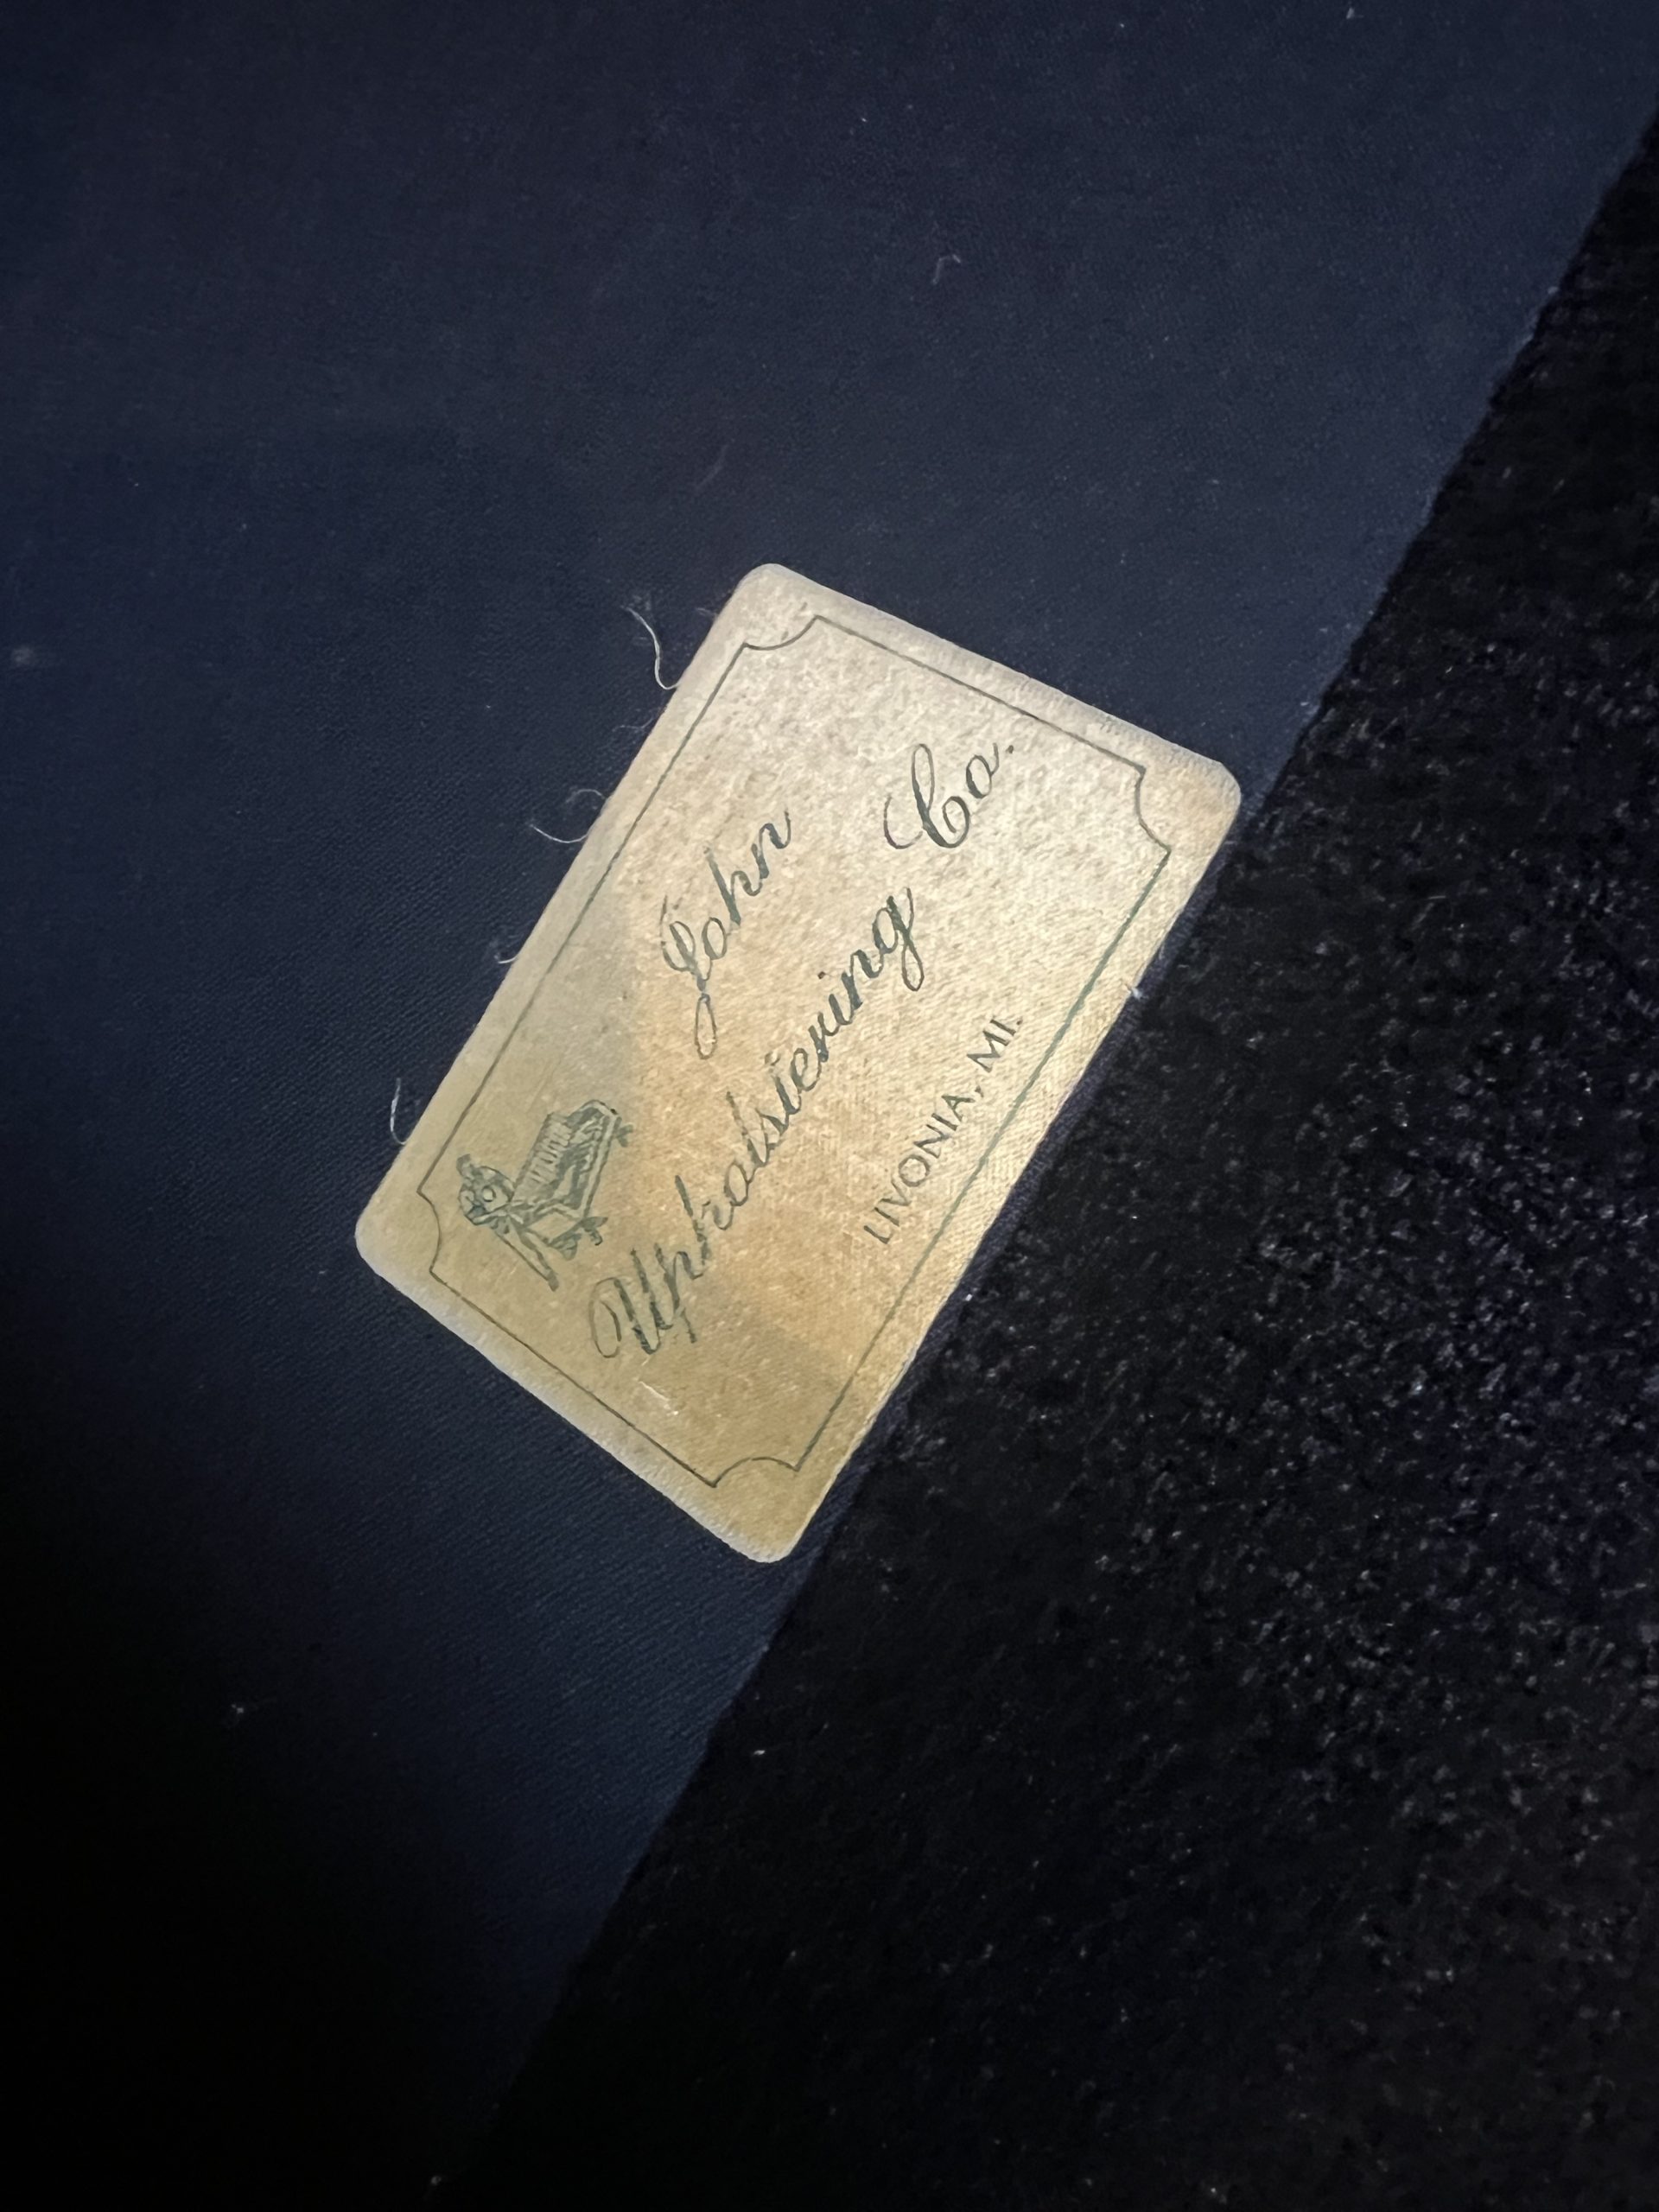 John
Upholstering Co.
LIVONIA, MI.